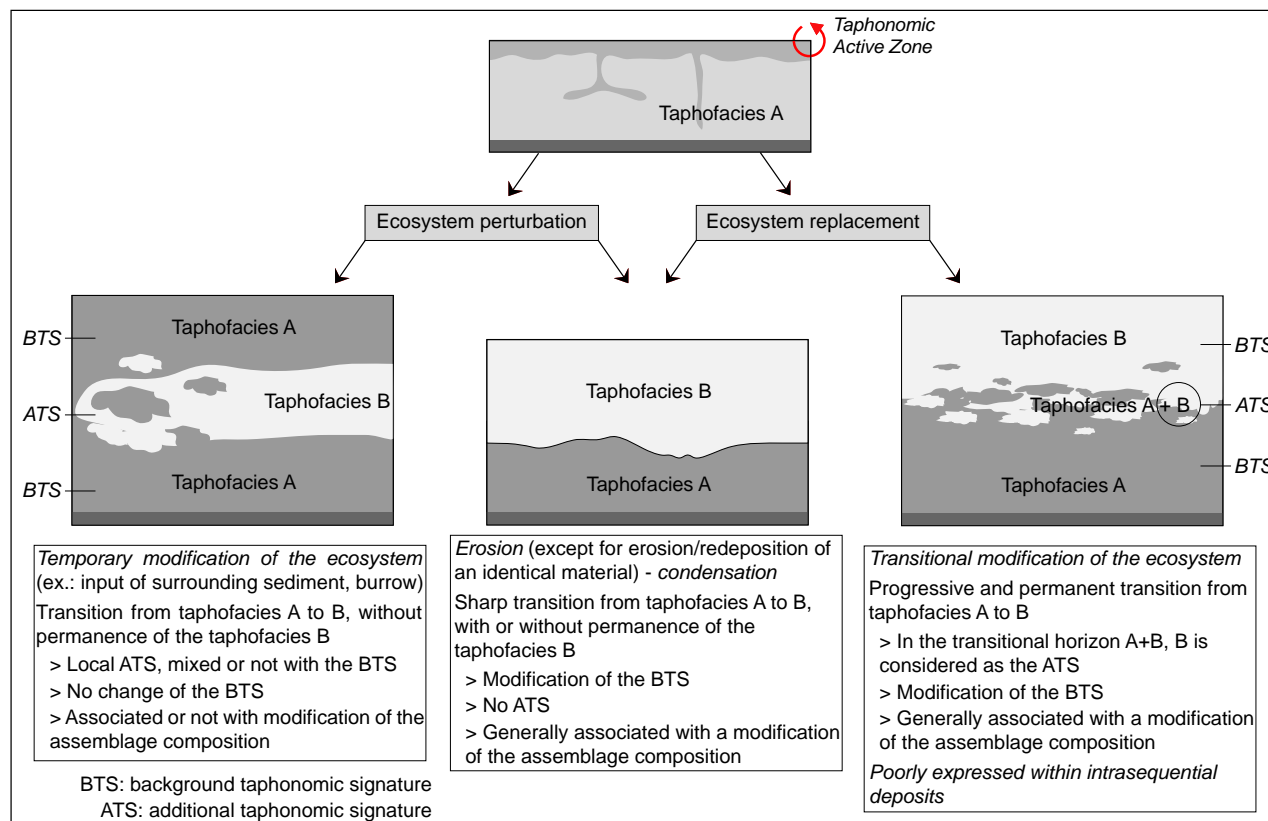 Taphonomic
Active Zone
Taphofacies A
Ecosystem perturbation
Ecosystem replacement
BTS
ATS
BTS
Taphofacies A
Taphofacies B
Taphofacies A
Taphofacies B
Taphofacies A
Taphofacies B
Taphofacies A + B
Taphofacies A
BTS
ATS
BTS
Temporary modification of the ecosystem
(ex.: input of surrounding sediment, burrow)
Transition from taphofacies A to B, without
permanence of the taphofacies B
> Local ATS, mixed or not with the BTS
> No change of the BTS
> Associated or not with modification of the
assemblage composition
Erosion (except for erosion/redeposition of
an identical material) - condensation
Sharp transition from taphofacies A to B,
with or without permanence of the
taphofacies B
> Modification of the BTS
> No ATS
> Generally associated with a modification
of the assemblage composition
Transitional modification of the ecosystem
Progressive and permanent transition from
taphofacies A to B
> In the transitional horizon A+B, B is
considered as the ATS
> Modification of the BTS
> Generally associated with a modification
of the assemblage composition
Poorly expressed within intrasequential
deposits
BTS: background taphonomic signature
ATS: additional taphonomic signature